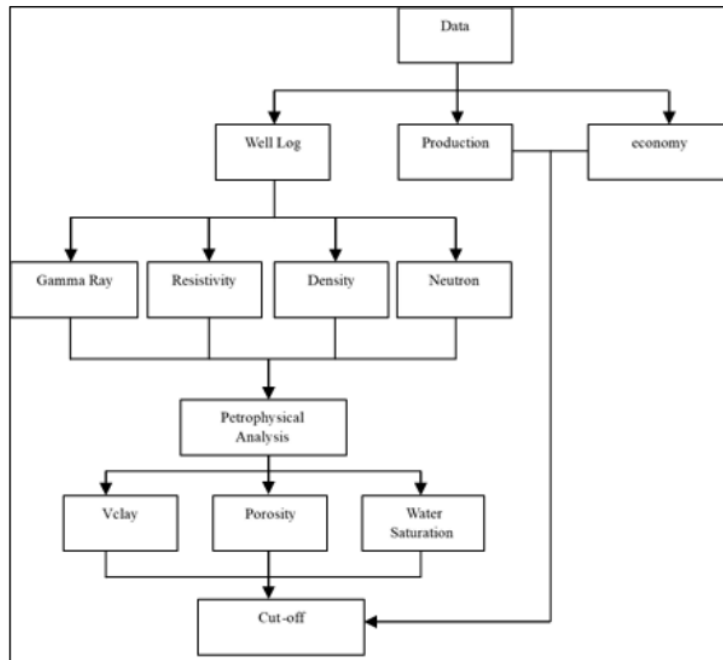 Data
Well Log
Production
economy
Gamma Ray
Resistivity
Density
Neutron
Petrophysical
Analysis
Vclay
Porosity
Water
Saturation
Cut-off